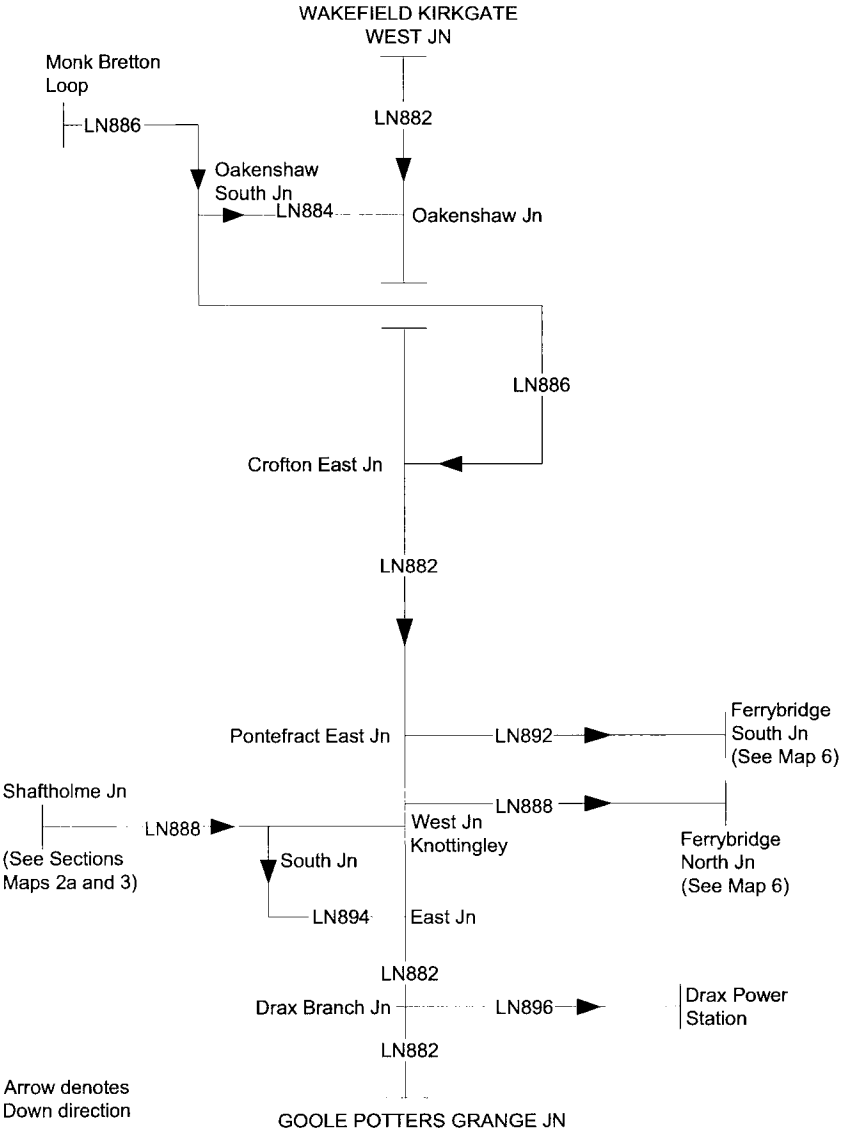 WAKEFIELD KIRKGATE
WEST JN
Monk Bretton
Loop
LN886
LN882
Oakenshaw
South Jn
LN884
Oakenshaw Jn
LN886
Crofton East Jn
LN882
Pontefract East Jn
LN892
Ferrybridge
South Jn
(See Map 6)
Shaftholme Jn
LN888
(See Sections
Maps 2a and 3)
LN888
West Jn
Knottingley
Ferrybridge
North Jn
(See Map 6)
South Jn
LN894
East Jn
LN882
Drax Branch Jn
LN896
Drax Power
Station
LN882
Arrow denotes
Down direction
GOOLE POTTERS GRANGE JN